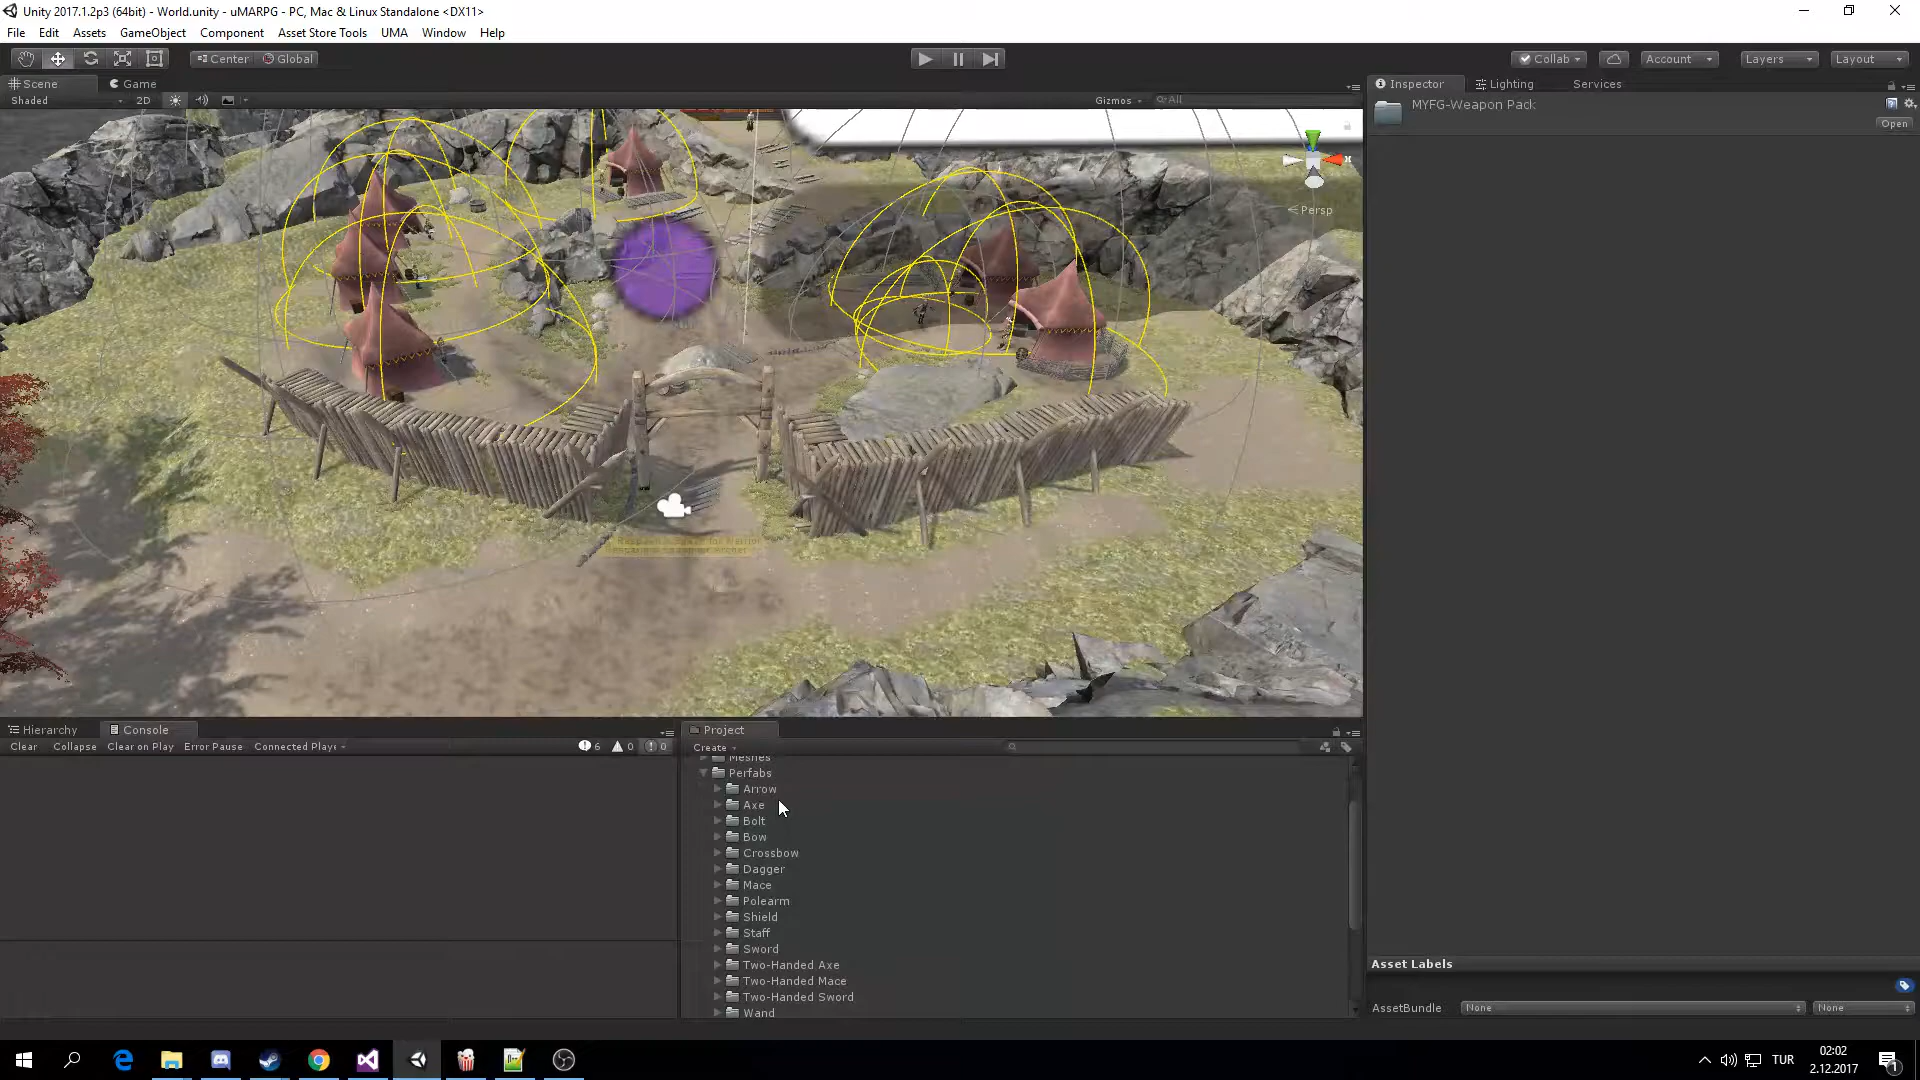 Unity 2017.1.2p3 (64bit) - World.unity - uMARPG - PC, Mac & Linux Standalone <DX11>
File Edit Assets GameObject Component Asset Store Tools UMA Window Help
Center Global Collab Account Layers Layout
Scene Game Inspector Lighting Services
Shaded 2D Gizmos All
MYFG-Weapon Pack
Open
Persp
Hierarchy Console Project
Clear Collapse Clear on Play Error Pause Connected Playe 6 0 0 Create
Meshes
Perfabs
Arrow
Axe
Bolt
Bow
Crossbow
Dagger
Mace
Polearm
Shield
Staff
Sword
Two-Handed Axe
Two-Handed Mace
Two-Handed Sword
Wand
Asset Labels
AssetBundle None None
TUR
02:02
2.12.2017
1